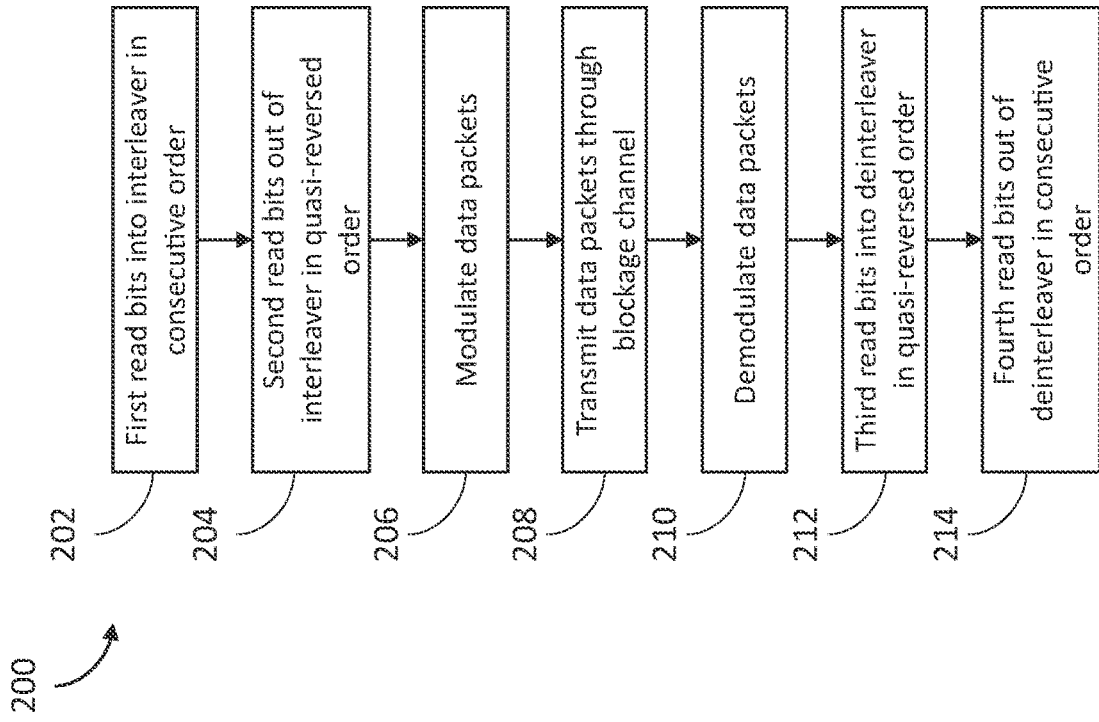 200
202
First read bits into interleaver in
consecutive order
204
Second read bits out of
interleaver in quasi-reversed
order
206
Modulate data packets
208
Transmit data packets through
blockage channel
210
Demodulate data packets
212
Third read bits into deinterleaver
in quasi-reversed order
214
Fourth read bits out of
deinterleaver in consecutive
order